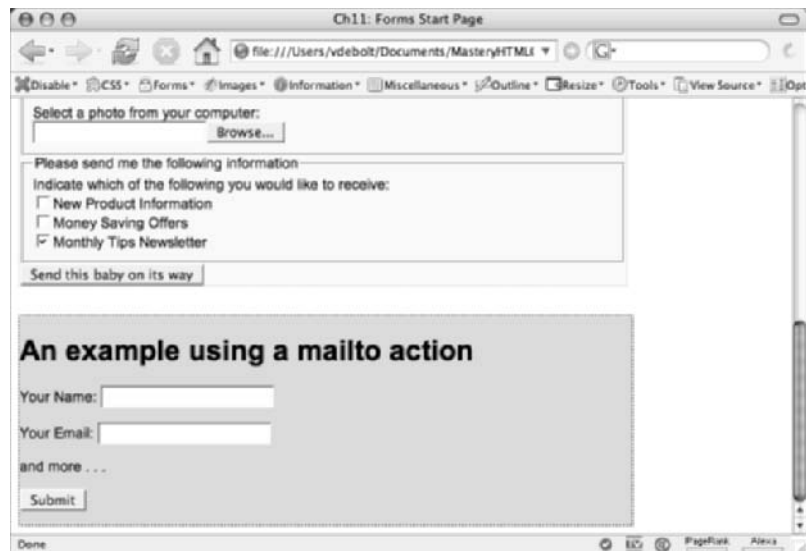 Ch11: Forms Start Page
file:///Users/vdebolt/Documents/MasteryHTML
G
Disable CSS Forms Images Information Miscellaneous Outline Resize Tools View Source Opt
Select a photo from your computer:
Browse...
Please send me the following information
Indicate which of the following you would like to receive:
New Product Information
Money Saving Offers
Monthly Tips Newsletter
Send this baby on its way
An example using a mailto action
Your Name:
Your Email:
and more . . .
Submit
Done
PageRank Alexa